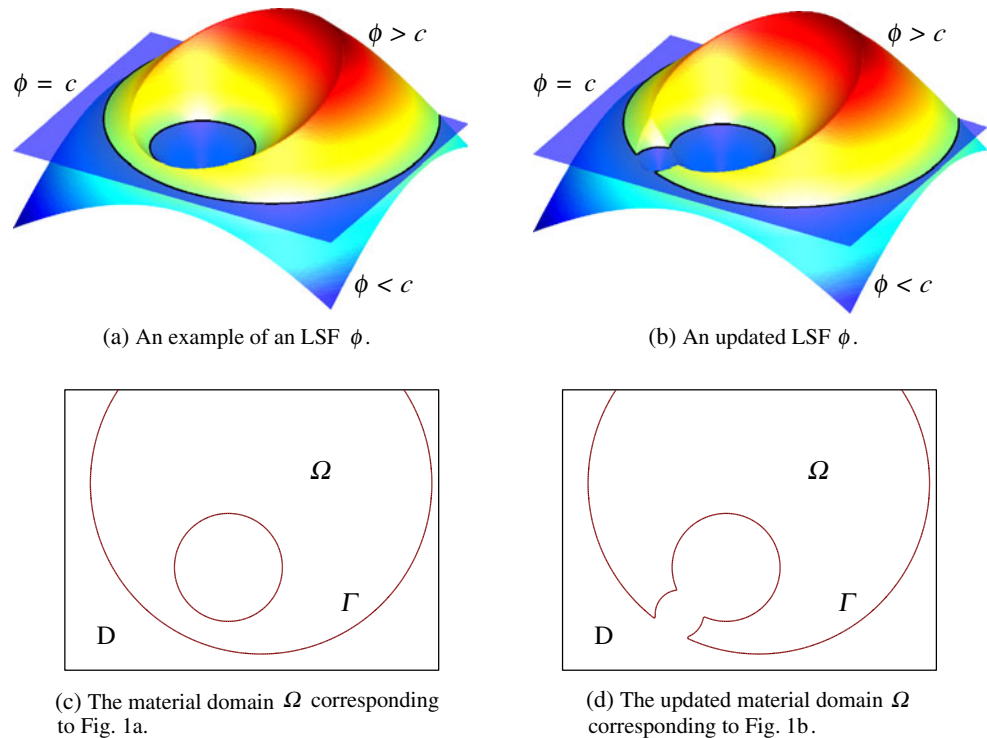 ϕ > c
ϕ = c
ϕ < c
(a) An example of an LSF ϕ.
ϕ > c
ϕ = c
ϕ < c
(b) An updated LSF ϕ.
Ω
Γ
D
(c) The material domain Ω corresponding
to Fig. 1a.
Ω
Γ
D
(d) The updated material domain Ω
corresponding to Fig. 1b.